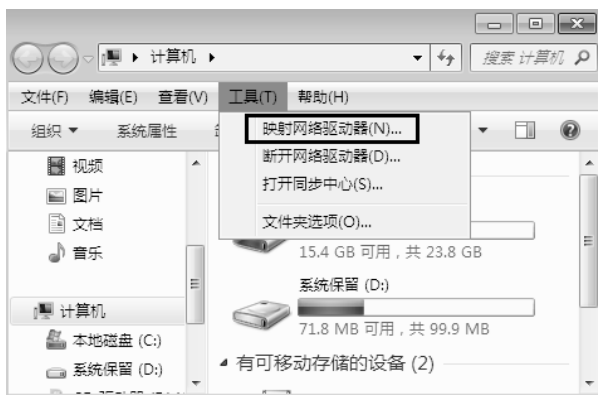 计算机
搜索 计算机
文件(F) 编辑(E) 查看(V) 工具(T) 帮助(H)
组织 系统属性
映射网络驱动器(N)...
断开网络驱动器(D)...
打开同步中心(S)...
文件夹选项(O)...
视频
图片
文档
音乐
计算机
本地磁盘 (C:)
系统保留 (D:)
15.4 GB 可用,共 23.8 GB
系统保留 (D:)
71.8 MB 可用,共 99.9 MB
有可移动存储的设备 (2)